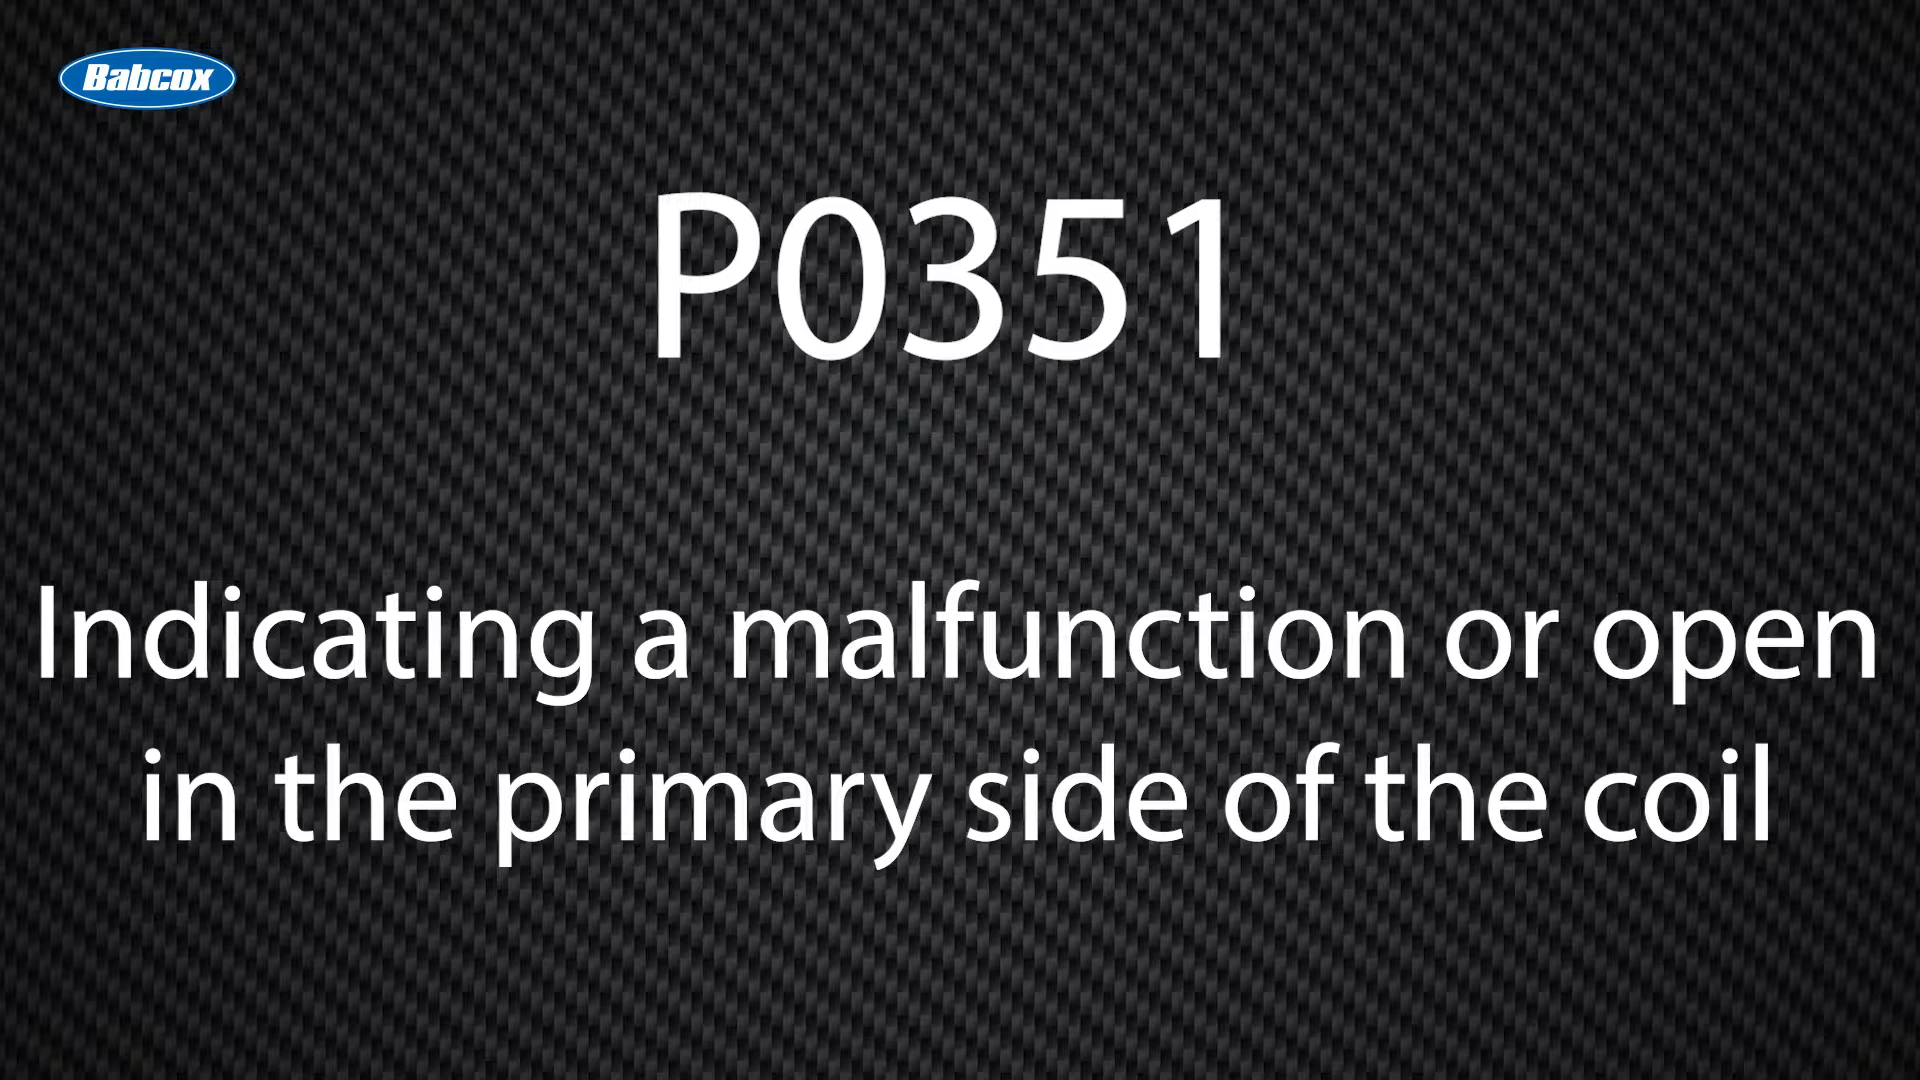 Babcox
P0351
Indicating a malfunction or open
in the primary side of the coil